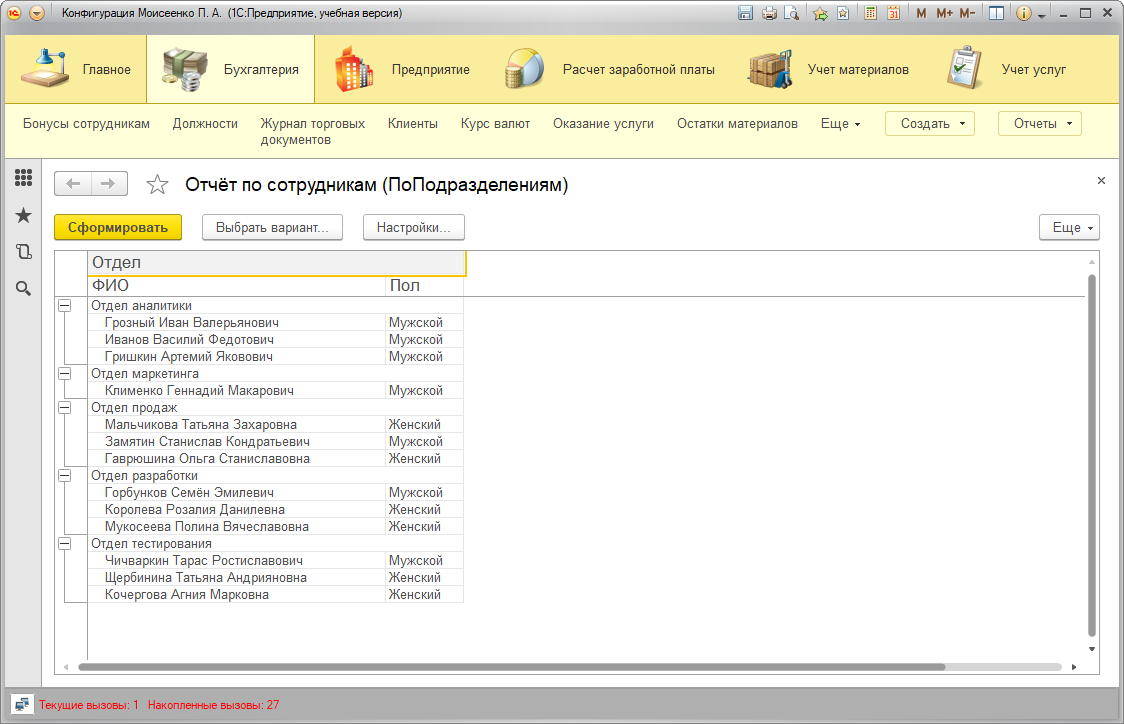 Конфигурация Моисеенко П. А. (1С:Предприятие, учебная версия)
31 M M+ M-
Главное Бухгалтерия Предприятие Расчет заработной платы Учет материалов Учет услуг
Бонусы сотрудникам Должности Журнал торговых Клиенты Курс валют Оказание услуги Остатки материалов Еще Создать Отчеты
документов
Отчёт по сотрудникам (ПоПодразделениям)
Сформировать Выбрать вариант... Настройки... Еще
Отдел
ФИО Пол
Отдел аналитики
Грозный Иван Валерьянович Мужской
Иванов Василий Федотович Мужской
Гришкин Артемий Яковович Мужской
Отдел маркетинга
Клименко Геннадий Макарович Мужской
Отдел продаж
Мальчикова Татьяна Захаровна Женский
Замятин Станислав Кондратьевич Мужской
Гаврюшина Ольга Станиславовна Женский
Отдел разработки
Горбунков Семён Эмилевич Мужской
Королева Розалия Данилевна Женский
Мукосеева Полина Вячеславовна Женский
Отдел тестирования
Чичваркин Тарас Ростиславович Мужской
Щербинина Татьяна Андрияновна Женский
Кочергова Агния Марковна Женский
Текущие вызовы: 1 Накопленные вызовы: 27